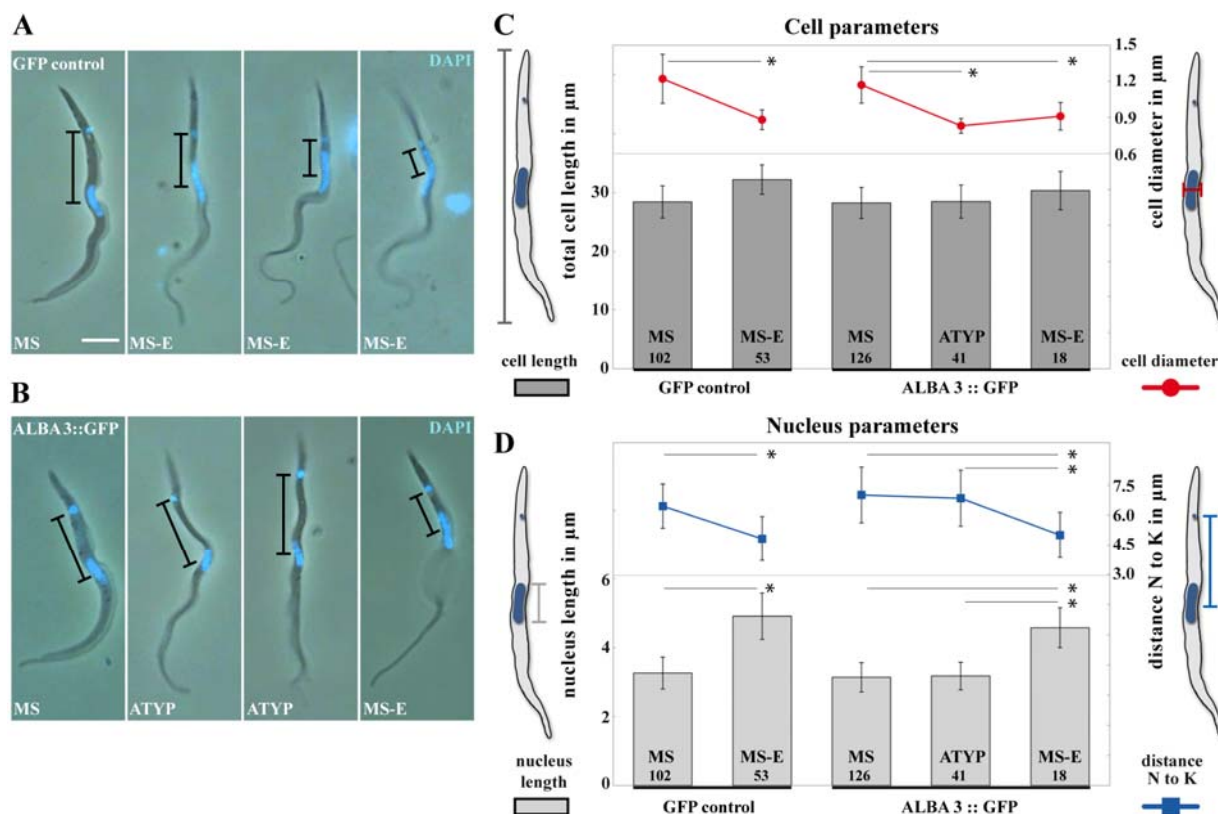 A
GFP control
DAPI
MS
MS-E
MS-E
MS-E
B
ALBA 3::GFP
DAPI
MS
ATYP
ATYP
MS-E
C
Cell parameters
cell length
total cell length in µm
30
20
10
0
1.5
1.2
0.9
0.6
cell diameter in µm
*
*
*
MS
102
MS-E
53
MS
126
ATYP
41
MS-E
18
GFP control
ALBA 3 :: GFP
cell diameter
D
Nucleus parameters
nucleus
length
nucleus length in µm
6
4
2
0
7.5
6.0
4.5
3.0
distance N to K in µm
*
*
*
*
*
*
MS
102
MS-E
53
MS
126
ATYP
41
MS-E
18
GFP control
ALBA 3 :: GFP
distance
N to K